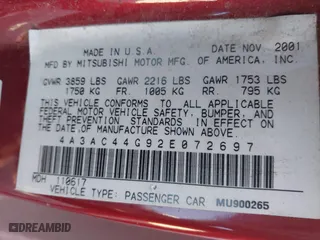 MADE IN U.S.A. DATE NOV. 2001
MFD BY MITSUBISHI MOTOR MFG. OF AMERICA, INC.
GVWR 3859 LBS GAWR 2216 LBS GAWR 1753 LBS
1750 KG FR. 1005 KG RR. 795 KG
THIS VEHICLE CONFORMS TO ALL APPLICABLE
FEDERAL MOTOR VEHICLE SAFETY, BUMPER, AND
THEFT PREVENTION STANDARDS IN EFFECT ON THE
DATE OF MANUFACTURE SHOWN ABOVE.
4A3AC44G92E072697
RDH 110617
VEHICLE TYPE: PASSENGER CAR MU900265